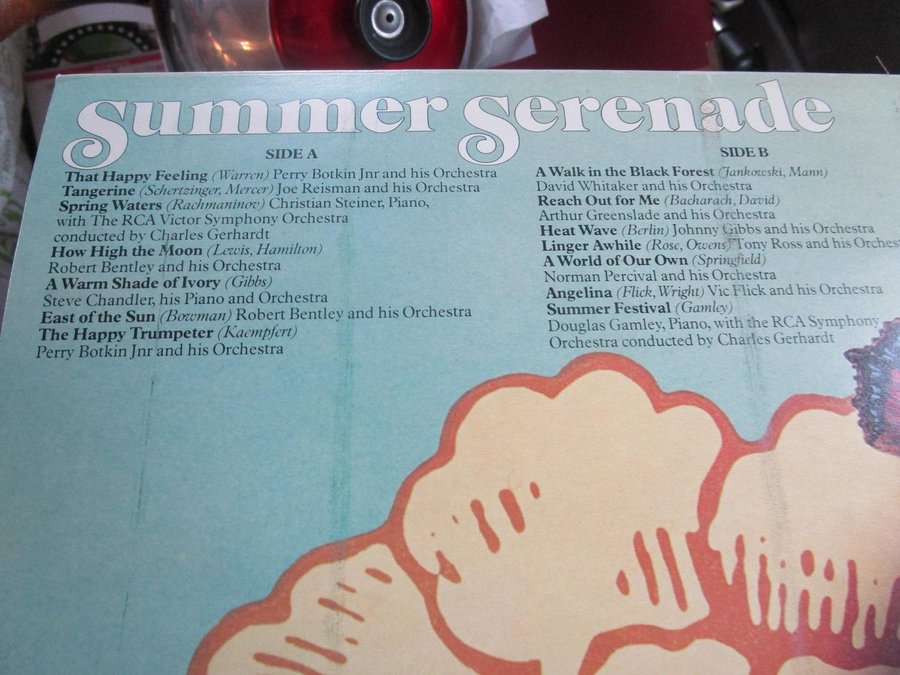 Summer Serenade
SIDE A
That Happy Feeling (Warren) Perry Botkin Jnr and his Orchestra
Tangerine (Schertzinger, Mercer) Joe Reisman and his Orchestra
Spring Waters (Rachmaninov) Christian Steiner, Piano,
with The RCA Victor Symphony Orchestra
conducted by Charles Gerhardt
How High the Moon (Lewis, Hamilton)
Robert Bentley and his Orchestra
A Warm Shade of Ivory (Gibbs)
Steve Chandler, his Piano and Orchestra
East of the Sun (Bowman) Robert Bentley and his Orchestra
The Happy Trumpeter (Kaempfert)
Perry Botkin Jnr and his Orchestra
SIDE B
A Walk in the Black Forest (Jankowski, Mann)
David Whitaker and his Orchestra
Reach Out for Me (Bacharach, David)
Arthur Greenslade and his Orchestra
Heat Wave (Berlin) Johnny Gibbs and his Orchestra
Linger Awhile (Rose, Owens) Tony Ross and his Orches
A World of Our Own (Springfield)
Norman Percival and his Orchestra
Angelina (Flick, Wright) Vic Flick and his Orchestra
Summer Festival (Gamley)
Douglas Gamley, Piano, with the RCA Symphony
Orchestra conducted by Charles Gerhardt